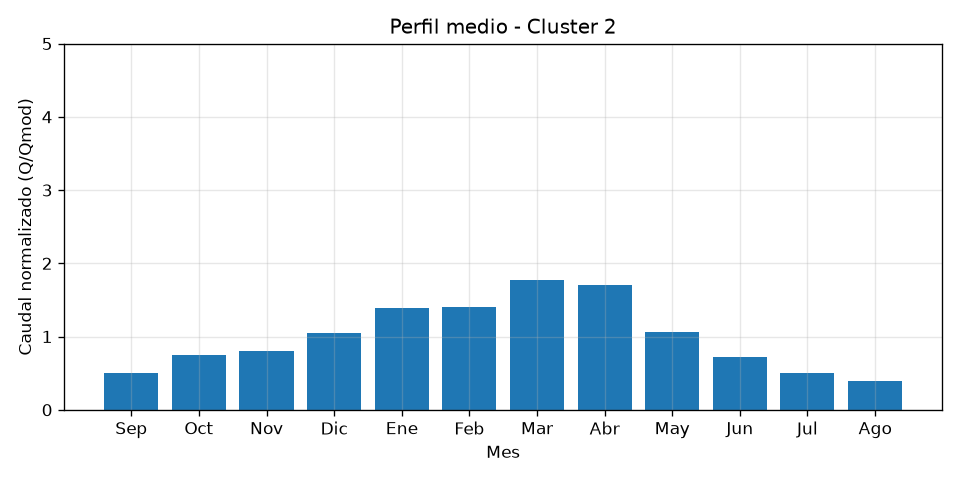 Perfil medio - Cluster 2
Caudal normalizado (Q/Qmod)
5
4
3
2
1
0
Sep Oct Nov Dic Ene Feb Mar Abr May Jun Jul Ago
Mes